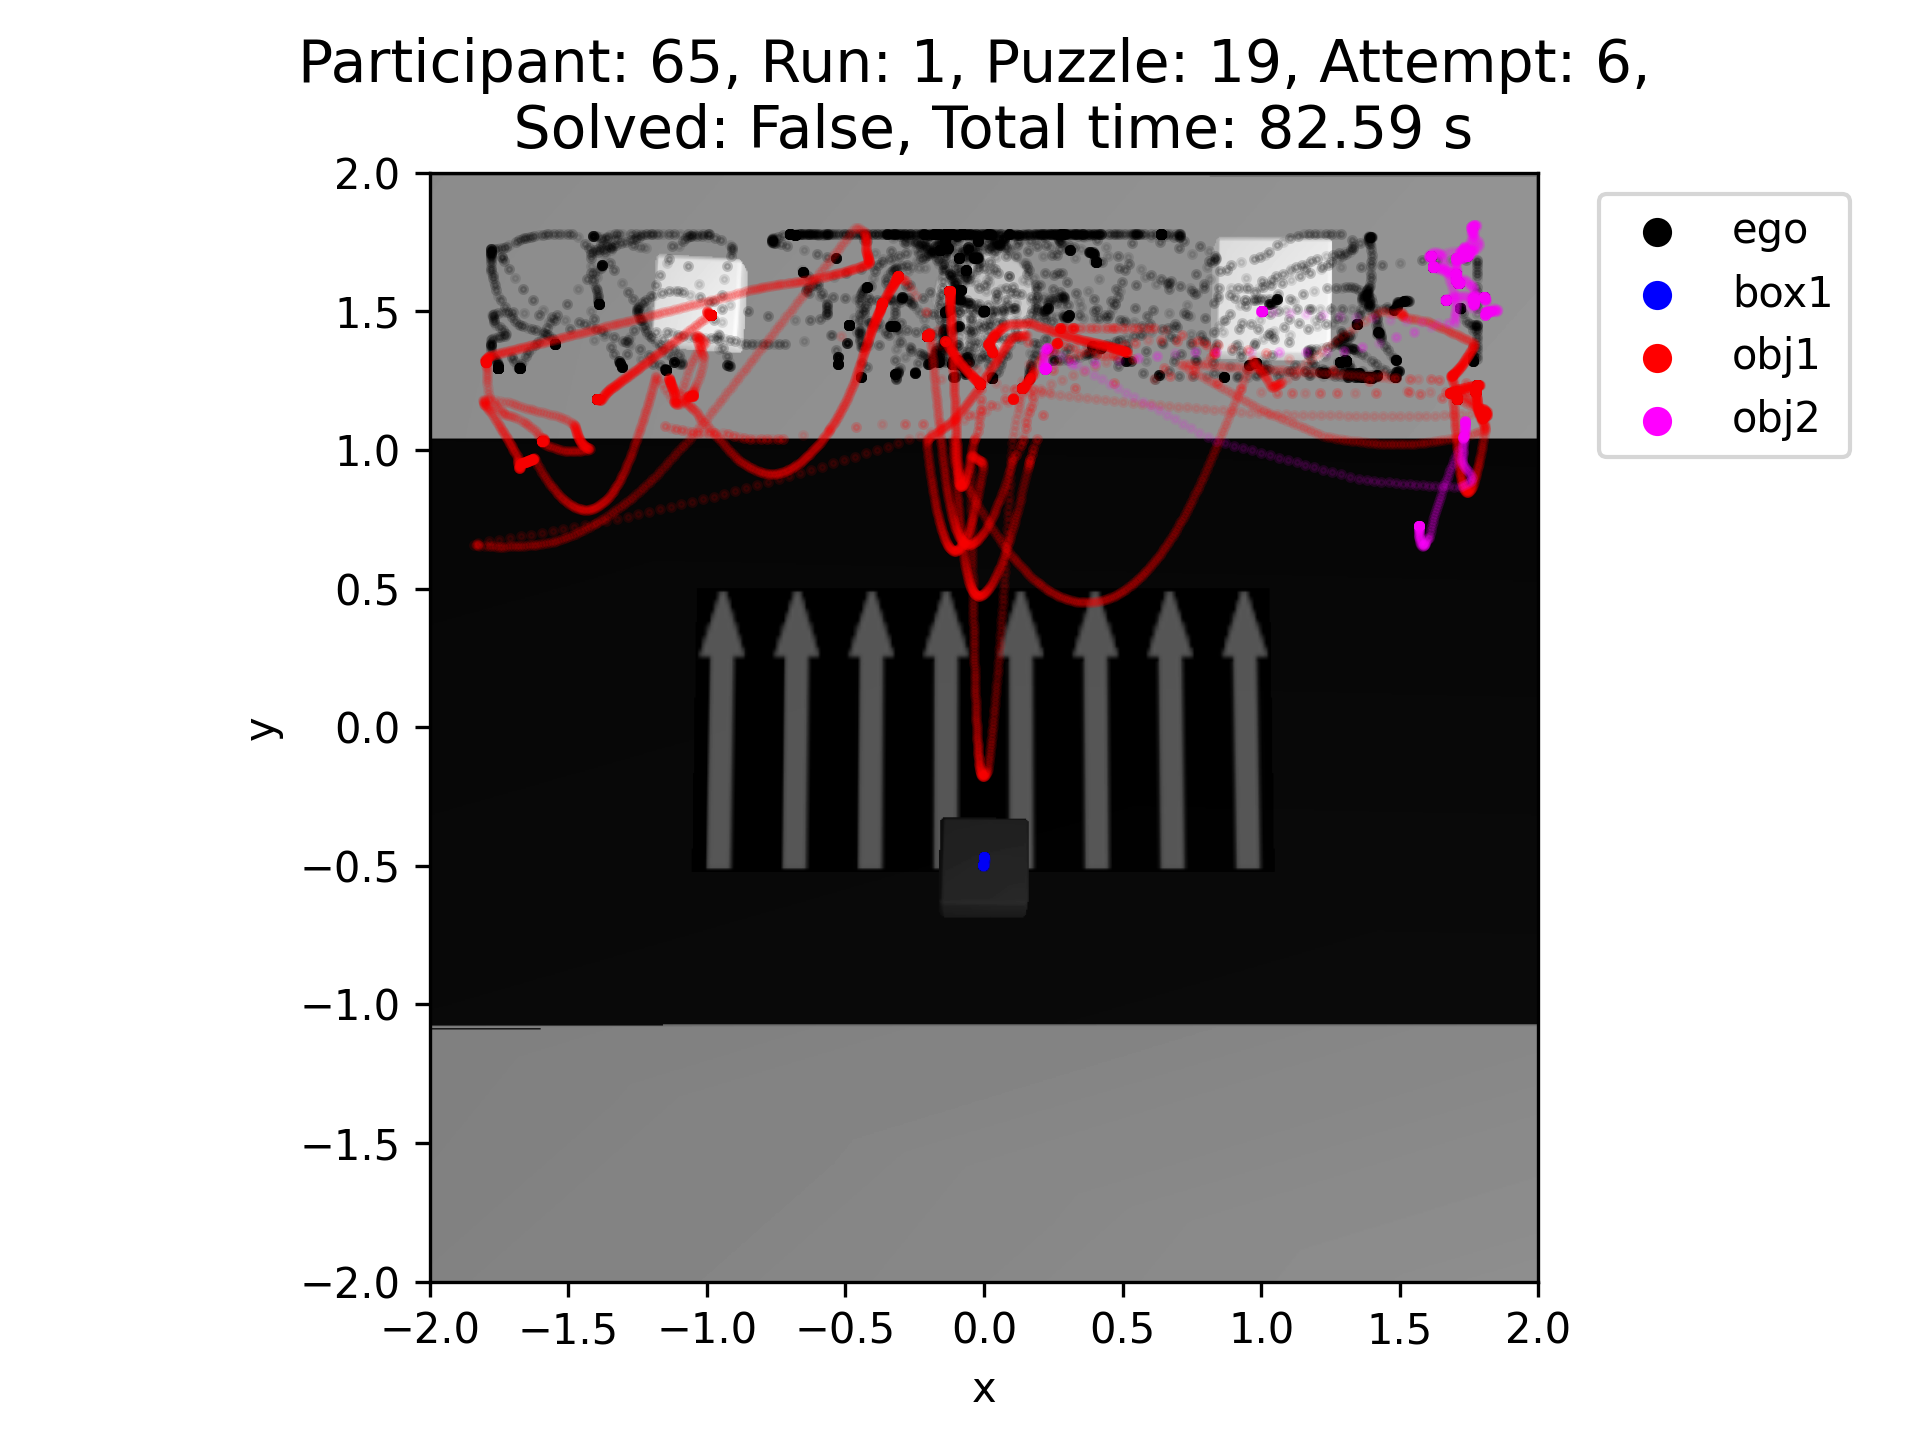 Participant: 65, Run: 1, Puzzle: 19, Attempt: 6,
Solved: False, Total time: 82.59 s
ego
box1
obj1
obj2
2.0
1.5
1.0
0.5
0.0
−0.5
−1.0
−1.5
−2.0
y
−2.0 −1.5 −1.0 −0.5 0.0 0.5 1.0 1.5 2.0
x